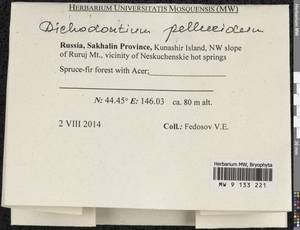 HERBARIUM UNIVERSITATIS MOSQUENSIS (MW)
Dichodontium pellucidum
Russia, Sakhalin Province, Kunashir Island, NW slope
of Ruruj Mt., vicinity of Neskuchenskie hot springs
Spruce-fir forest with Acer;
N: 44.45° E: 146.03 ca. 80 m alt.
2 VIII 2014 Coll.: Fedosov V.E.
Herbarium MW, Bryophyta
MW 9 133 221